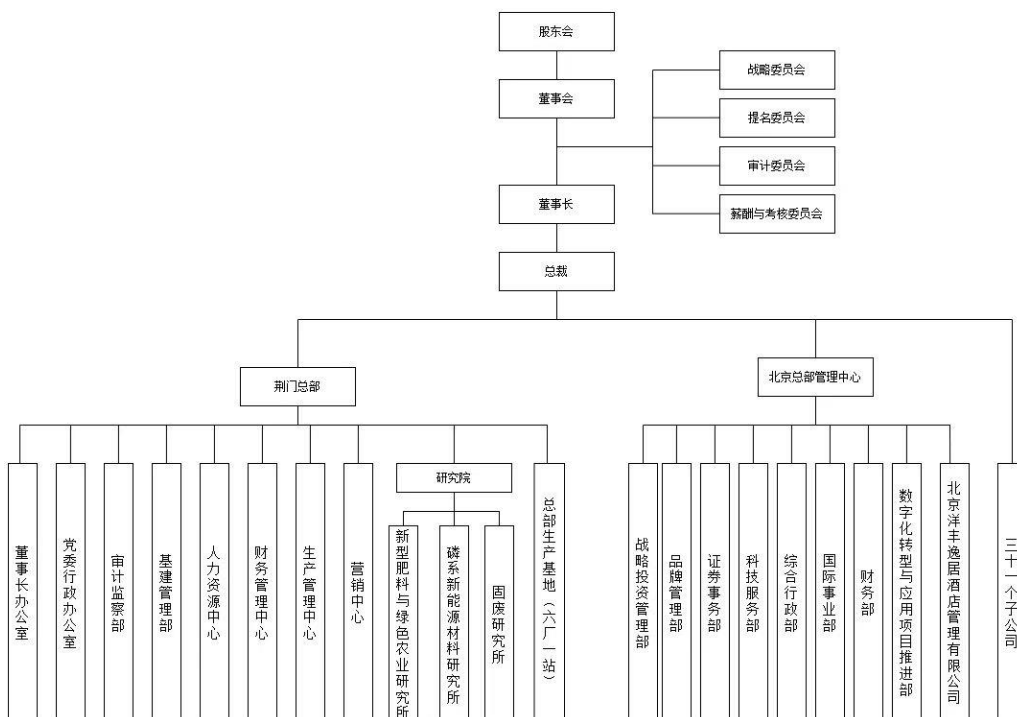 股东会
董事会
战略委员会
提名委员会
审计委员会
薪酬与考核委员会
董事长
总裁
荆门总部
北京总部管理中心
董事长办公室
党委行政办公室
审计监察部
基建管理部
人力资源中心
财务管理中心
生产管理中心
营销中心
研究院
新型肥料与绿色农业研究所
磷系新能源材料研究所
固废研究所
总部生产基地（六厂一站）
战略投资管理部
品牌管理部
证券事务部
科技服务部
综合行政部
国际事业部
财务部
数字化转型与应用项目推进部
北京洋丰逸居酒店管理有限公司
三十一个子公司